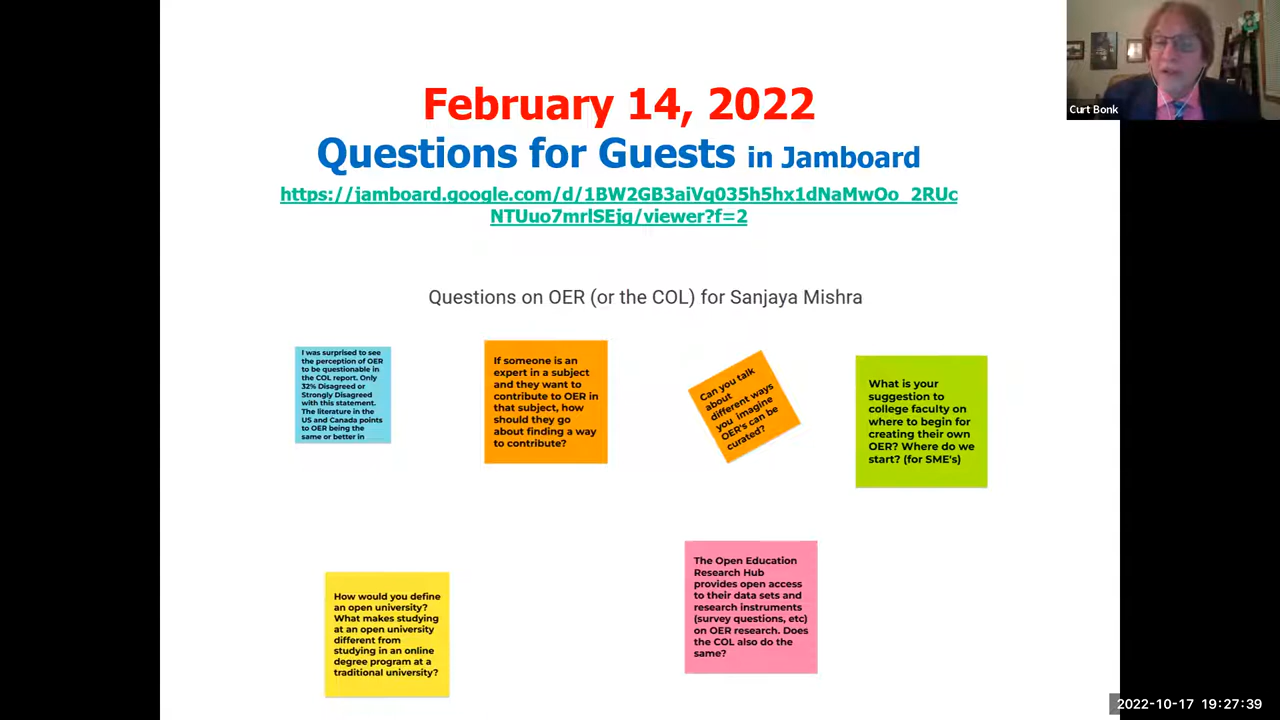 February 14, 2022
Questions for Guests in Jamboard
https://jamboard.google.com/d/1BW2GB3aiVq035h5hx1dNaMwOo_2RUc
NTUuo7mrlSEjg/viewer?f=2
Questions on OER (or the COL) for Sanjaya Mishra
I was surprised to see
the perception of OER
to be questionable in
the COL report. Only
32% Disagreed or
Strongly Disagreed
with this statement.
The literature in the
US and Canada points
to OER being the
same or better in
If someone is an
expert in a subject
and they want to
contribute to OER in
that subject, how
should they go
about finding a way
to contribute?
Can you talk
about
different ways
you imagine
OER's can be
curated?
What is your
suggestion to
college faculty on
where to begin for
creating their own
OER? Where do we
start? (for SME's)
How would you define
an open university?
What makes studying
at an open university
different from
studying in an online
degree program at a
traditional university?
The Open Education
Research Hub
provides open access
to their data sets and
research instruments
(survey questions, etc)
on OER research. Does
the COL also do the
same?
Curt Bonk
2022-10-17 19:27:39